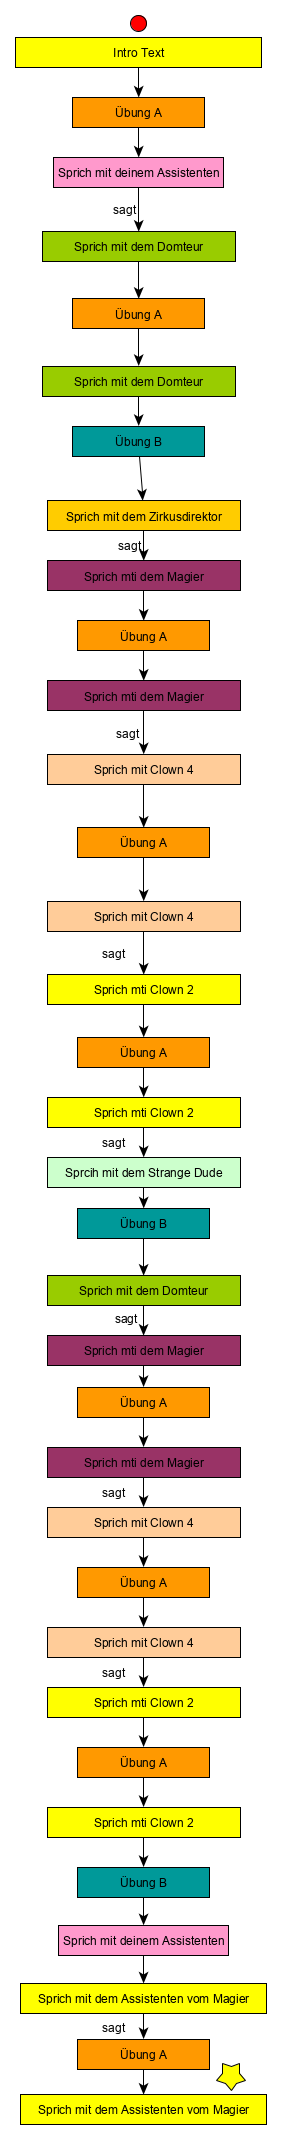 Intro Text
Übung A
Sprich mit deinem Assistenten
sagt
Sprich mit dem Domteur
Übung A
Sprich mit dem Domteur
Übung B
Sprich mit dem Zirkusdirektor
sagt
Sprich mti dem Magier
Übung A
Sprich mti dem Magier
sagt
Sprich mit Clown 4
Übung A
Sprich mit Clown 4
sagt
Sprich mti Clown 2
Übung A
Sprich mti Clown 2
sagt
Sprcih mit dem Strange Dude
Übung B
Sprich mit dem Domteur
sagt
Sprich mti dem Magier
Übung A
Sprich mti dem Magier
sagt
Sprich mit Clown 4
Übung A
Sprich mit Clown 4
sagt
Sprich mti Clown 2
Übung A
Sprich mti Clown 2
Übung B
Sprich mit deinem Assistenten
Sprich mit dem Assistenten vom Magier
sagt
Übung A
Sprich mit dem Assistenten vom Magier